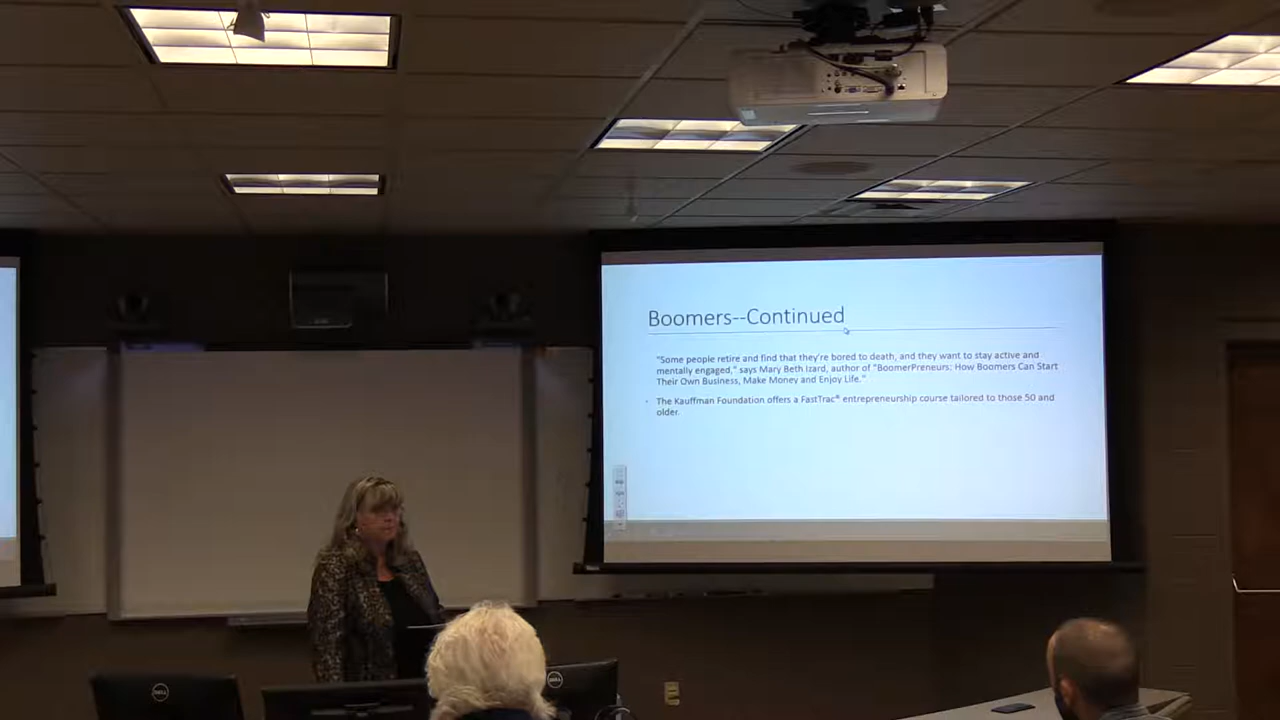 Boomers--Continued
"Some people retire and find that they're bored to death, and they want to stay active and
mentally engaged," says Mary Beth Izard, author of "BoomerPreneurs: How Boomers Can Start
Their Own Business, Make Money and Enjoy Life."
The Kauffman Foundation offers a FastTrac® entrepreneurship course tailored to those 50 and
older.
DELL
DELL